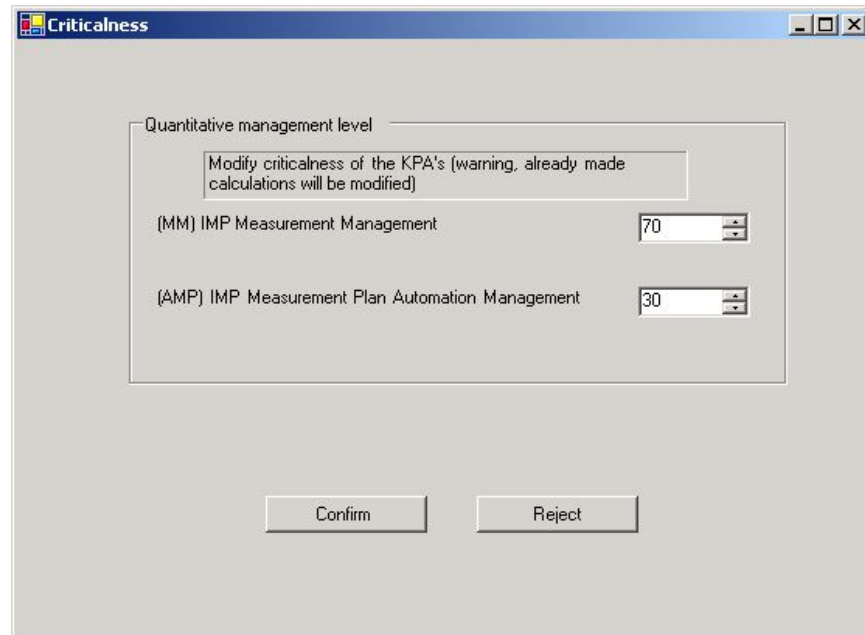 Criticalness
Quantitative management level
Modify criticalness of the KPA's (warning, already made
calculations will be modified)
(MM) IMP Measurement Management
70
(AMP) IMP Measurement Plan Automation Management
30
Confirm
Reject